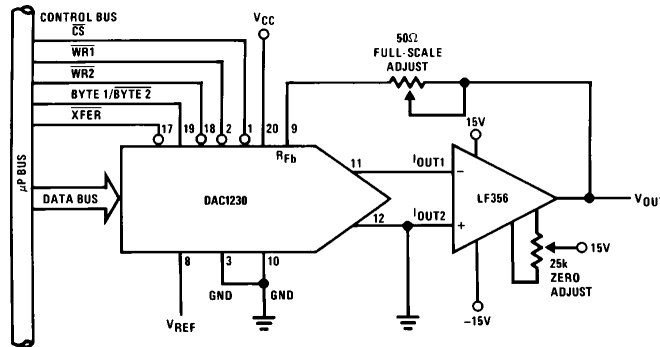 CONTROL BUS
CS
WR1
WR2
BYTE 1/BYTE 2
XFER
VCC
50Ω
FULL-SCALE
ADJUST
17
19
18
2
1
20
9
RFb
15V
µP BUS
DATA BUS
DAC1230
11
IOUT1
−
LF356
VOUT
12
IOUT2
+
8
3
10
GND
GND
VREF
-15V
15V
25k
ZERO
ADJUST